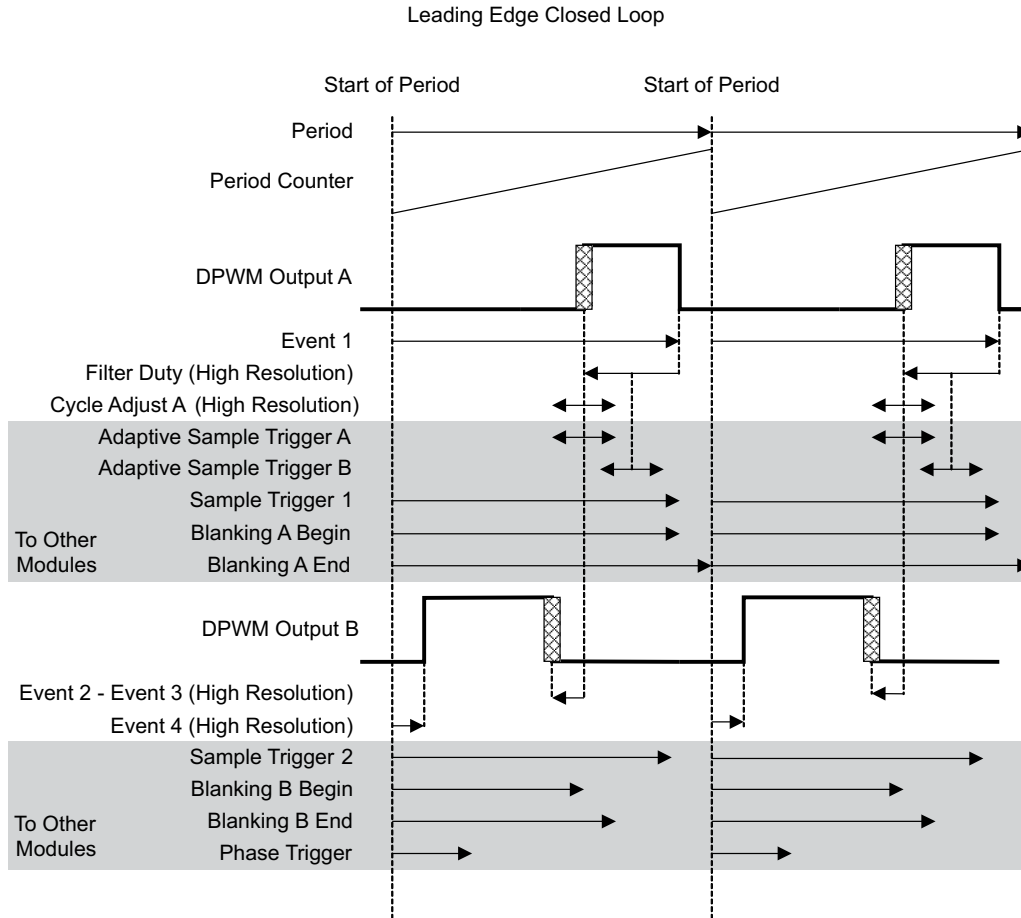 Leading Edge Closed Loop
Start of Period
Start of Period
Period
Period Counter
DPWM Output A
Event 1
Filter Duty (High Resolution)
Cycle Adjust A (High Resolution)
Adaptive Sample Trigger A
Adaptive Sample Trigger B
Sample Trigger 1
Blanking A Begin
Blanking A End
To Other
Modules
DPWM Output B
Event 2 - Event 3 (High Resolution)
Event 4 (High Resolution)
Sample Trigger 2
Blanking B Begin
Blanking B End
Phase Trigger
To Other
Modules